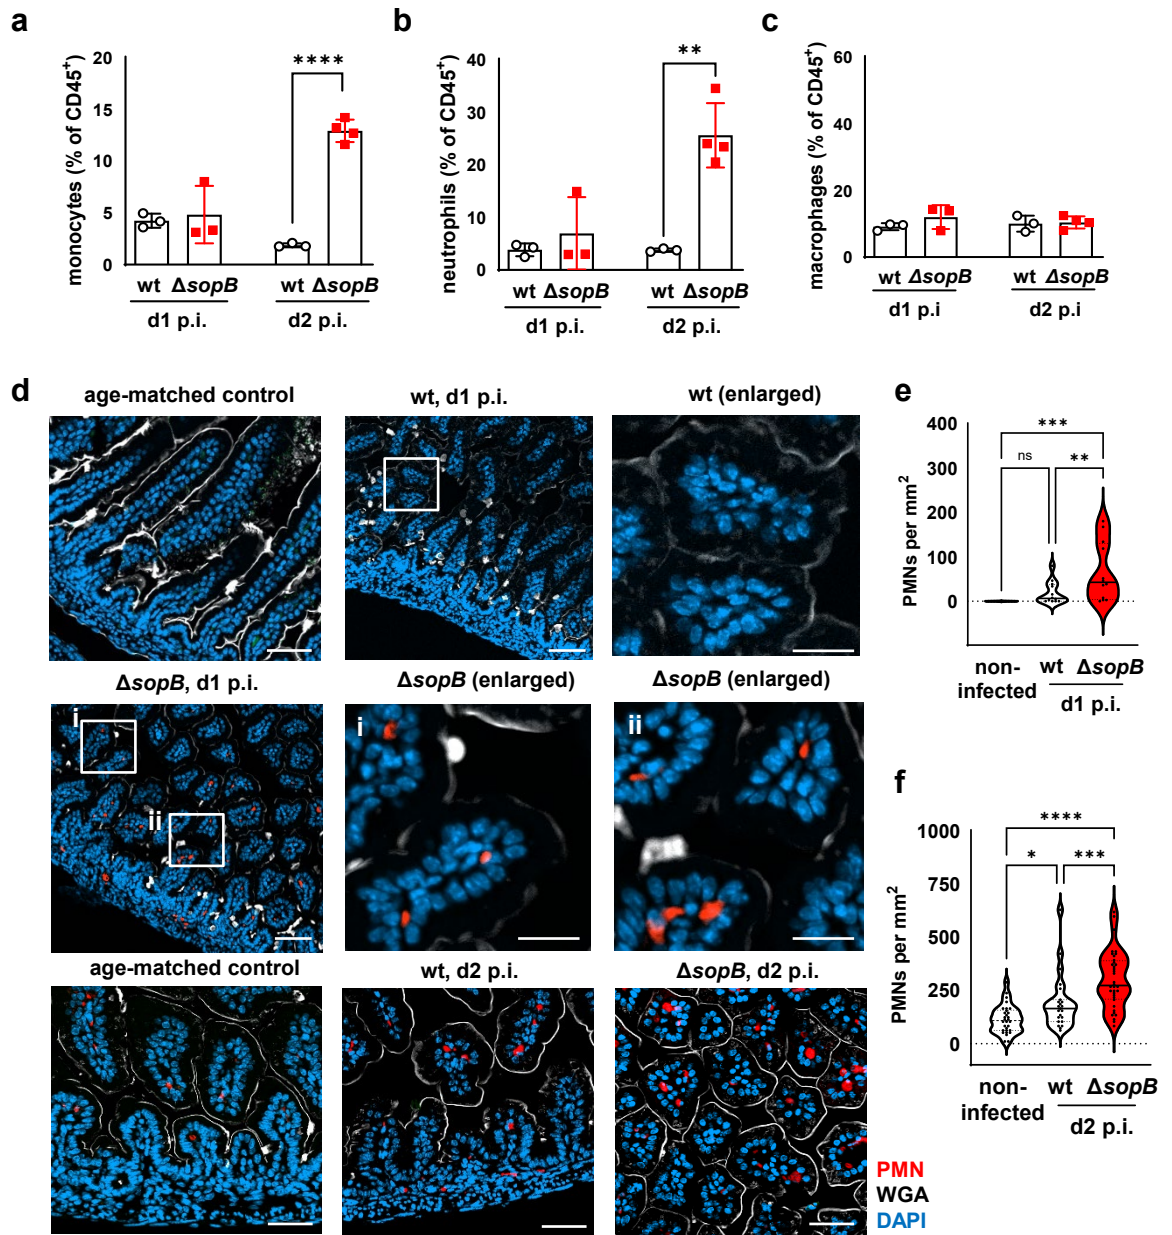 a
monocytes (% of CD45⁺)
20
15
10
5
0
****
wt ΔsopB wt ΔsopB
d1 p.i. d2 p.i.
b
neutrophils (% of CD45⁺)
40
30
20
10
0
**
wt ΔsopB wt ΔsopB
d1 p.i. d2 p.i.
c
macrophages (% of CD45⁺)
60
40
20
0
wt ΔsopB wt ΔsopB
d1 p.i d2 p.i
d
age-matched control
wt, d1 p.i.
wt (enlarged)
ΔsopB, d1 p.i.
ΔsopB (enlarged)
ΔsopB (enlarged)
i
ii
i
ii
age-matched control
wt, d2 p.i.
ΔsopB, d2 p.i.
PMN
WGA
DAPI
e
PMNs per mm²
400
300
200
100
0
***
ns
**
non-
infected
wt ΔsopB
d1 p.i.
f
PMNs per mm²
1000
750
500
250
0
****
*
***
non-
infected
wt ΔsopB
d2 p.i.